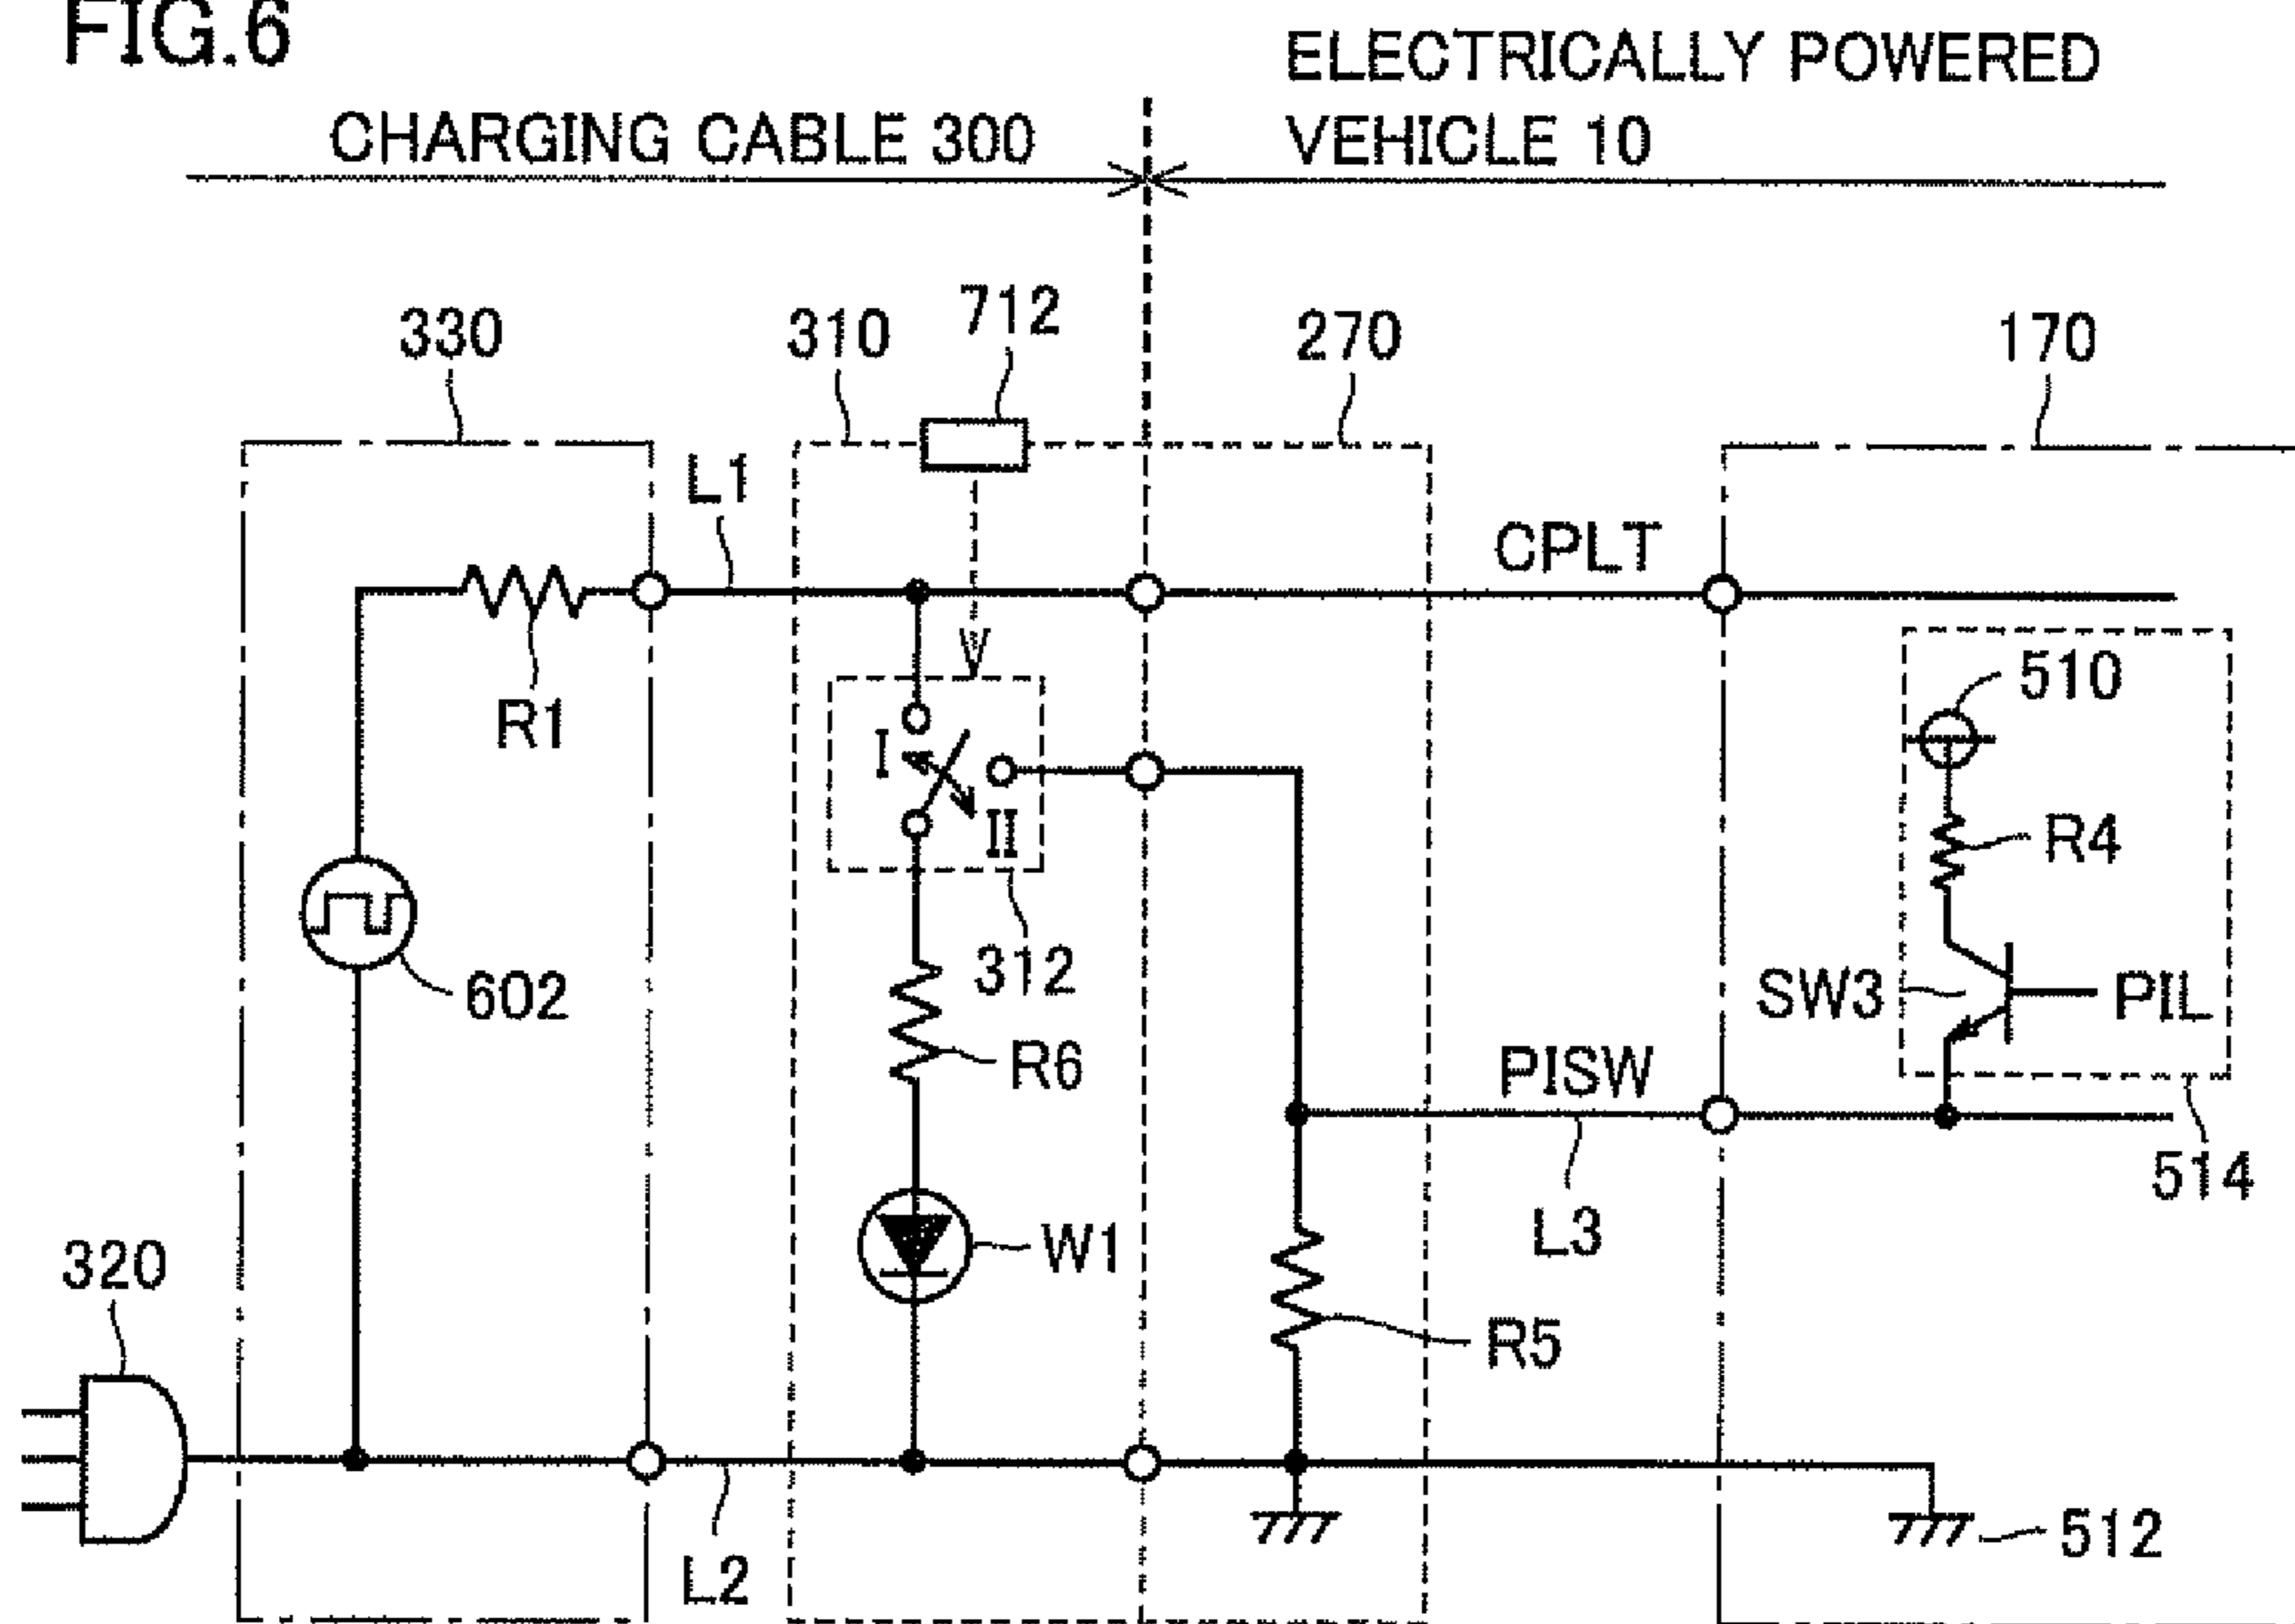 FIG.6
ELECTRICALLY POWERED
VEHICLE 10
CHARGING CABLE 300
330
310
712
270
170
L1
CPLT
R1
I
II
510
R4
602
312
SW3
PIL
R6
PISW
514
W1
L3
320
R5
L2
512